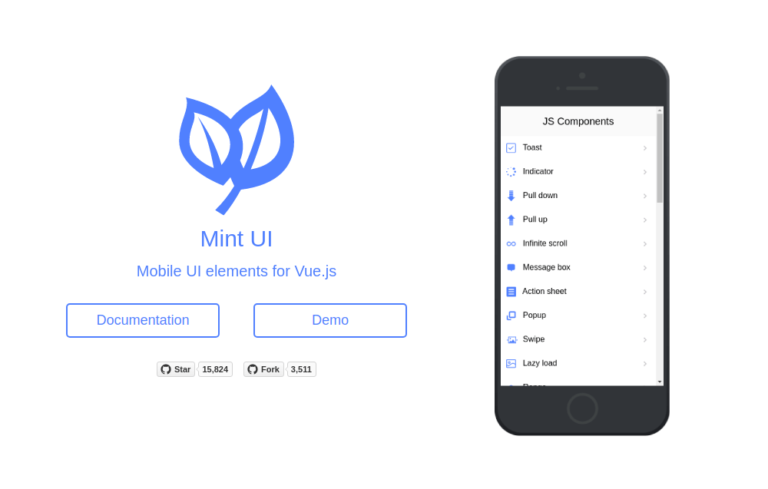 Mint UI
Mobile UI elements for Vue.js
Documentation
Demo
Star 15,824
Fork 3,511
JS Components
Toast
Indicator
Pull down
Pull up
Infinite scroll
Message box
Action sheet
Popup
Swipe
Lazy load